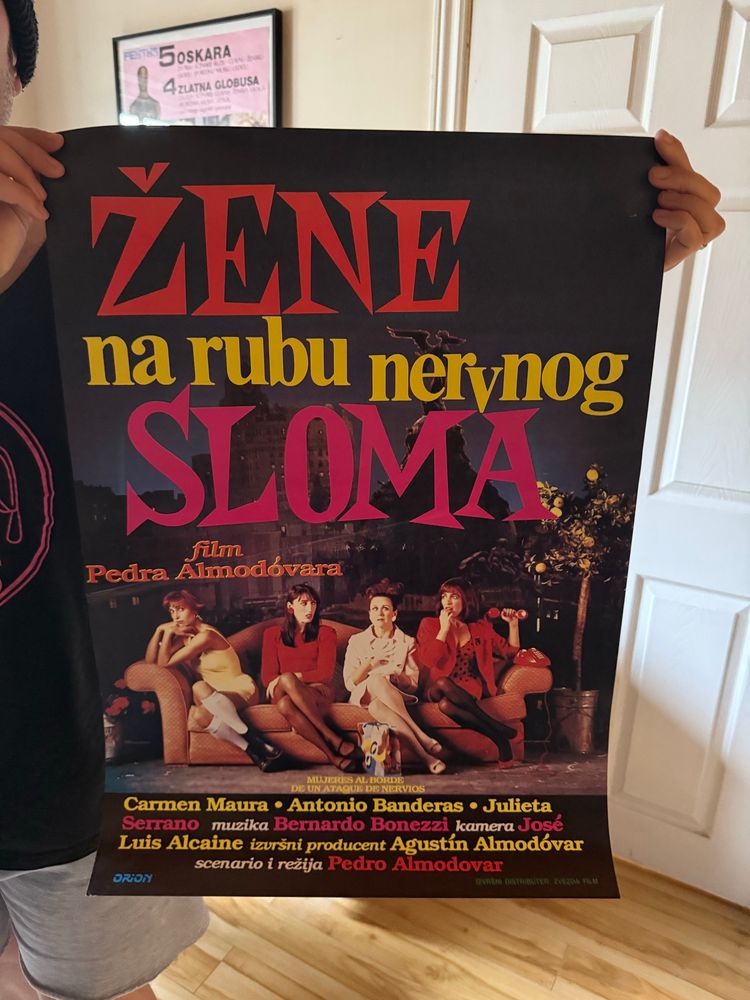 5 OSKARA
4 ZLATNA GLOBUSA
ŽENE
na rubu nervnog
SLOMA
film
Pedra Almodóvara
MUJERES AL BORDE
DE UN ATAQUE DE NERVIOS
Carmen Maura • Antonio Banderas • Julieta
Serrano muzika Bernardo Bonezzi kamera José
Luis Alcaine izvršni producent Agustín Almodóvar
scenario i režija Pedro Almodovar
ORION
IZVRŠNI DISTRIBUTER: ZVEZDA FILM